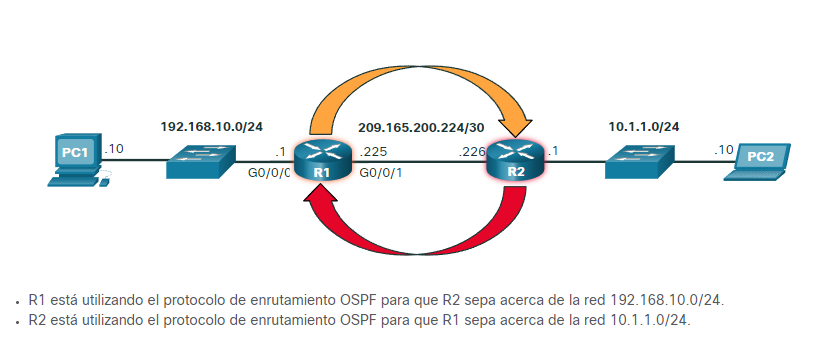 192.168.10.0/24
209.165.200.224/30
10.1.1.0/24
PC1
.10
.1
.225
.226
.1
.10
PC2
G0/0/0
R1
G0/0/1
R2
• R1 está utilizando el protocolo de enrutamiento OSPF para que R2 sepa acerca de la red 192.168.10.0/24.
• R2 está utilizando el protocolo de enrutamiento OSPF para que R1 sepa acerca de la red 10.1.1.0/24.